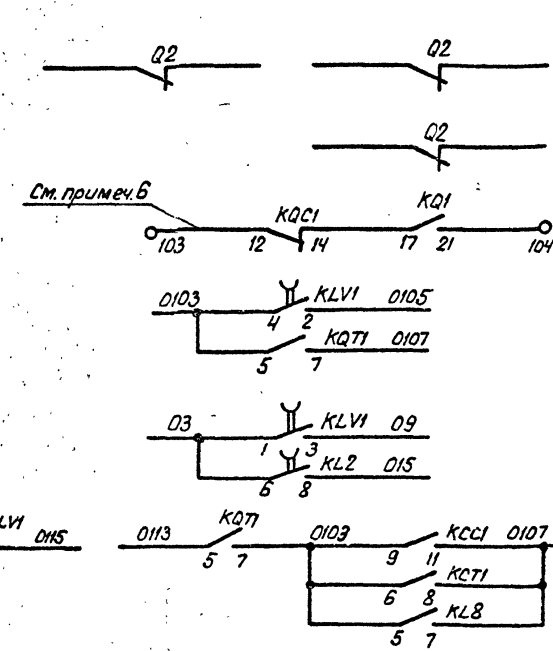 Q2
Q2
Q2
См. примеч. 6
KQC1
KQ1
103 12 14 17 21 104
0103 KLV1 0105
4 2
KQT1 0107
5 7
03 KLV1 09
1 3
KL2 015
6 8
LV1 0115
0113 KQT1 0109 KCC1 0107
5 7 9 11
KCT1
6 8
KL8
5 7